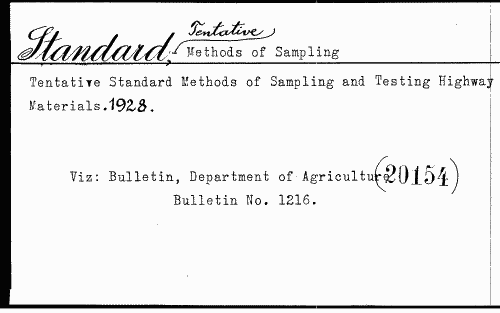 Standard, Tentative Methods of Sampling
Tentative Standard Methods of Sampling and Testing Highway
Materials.1928.
Viz: Bulletin, Department of Agriculture (20154)
Bulletin No. 1216.